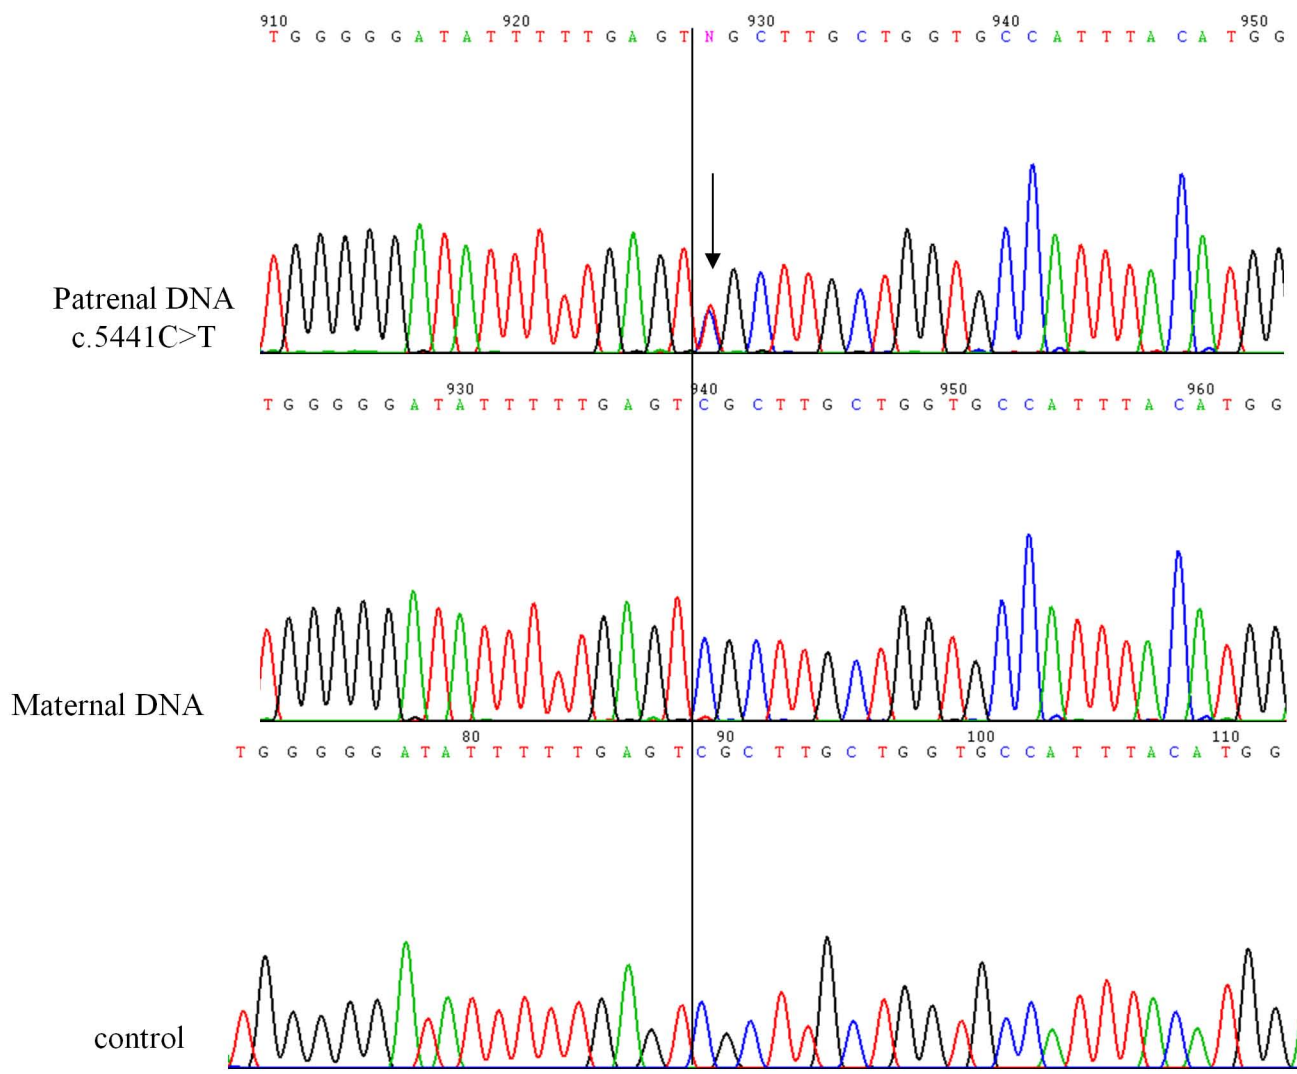 910 920 930 940 950
T G G G G G A T A T T T T T G A G T N G C T T G C T G G T G C C A T T T A C A T G G
Patrenal DNA
c.5441C>T
930 940 950 960
T G G G G G A T A T T T T T G A G T C G C T T G C T G G T G C C A T T T A C A T G G
Maternal DNA
80 90 100 110
T G G G G G A T A T T T T T G A G T C G C T T G C T G G T G C C A T T T A C A T G G
control